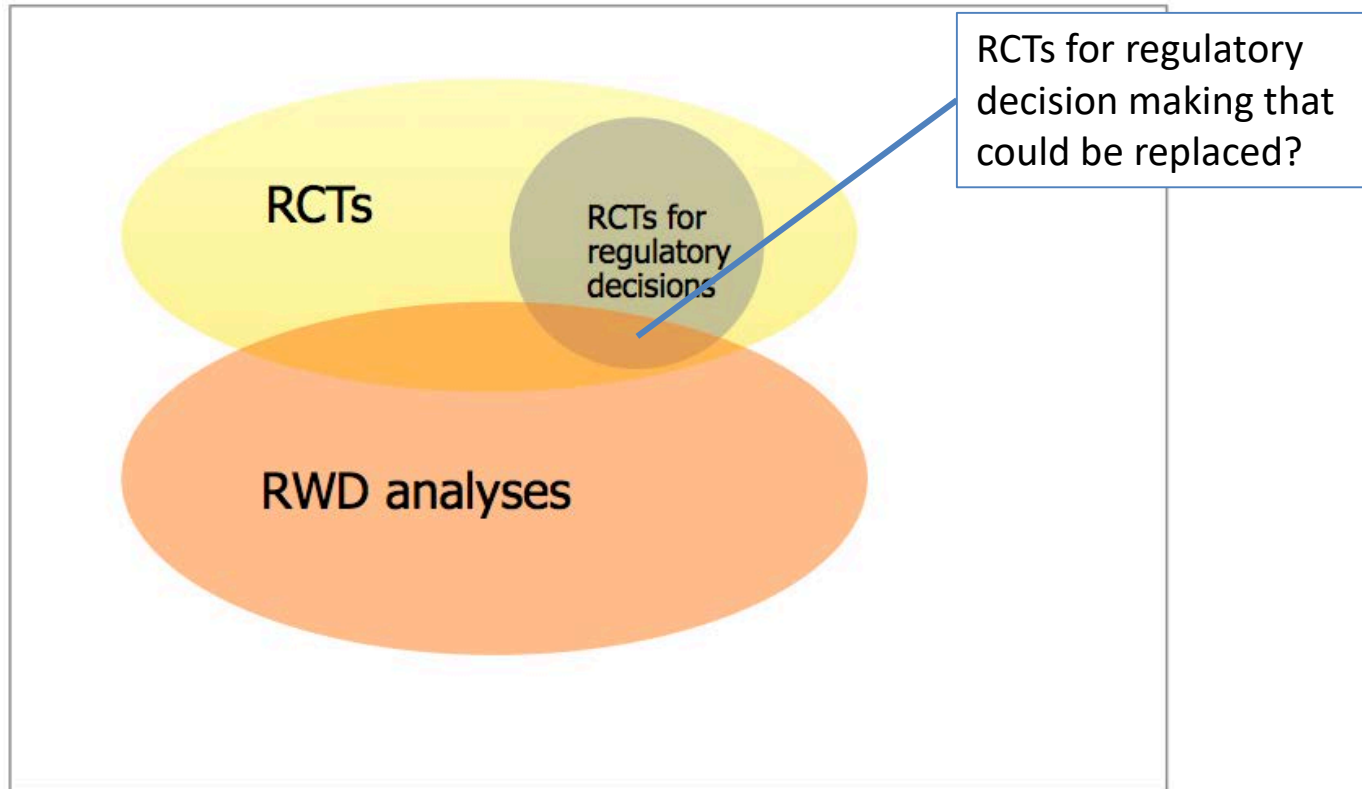 RCTs for regulatory
decision making that
could be replaced?
RCTs
RCTs for
regulatory
decisions
RWD analyses